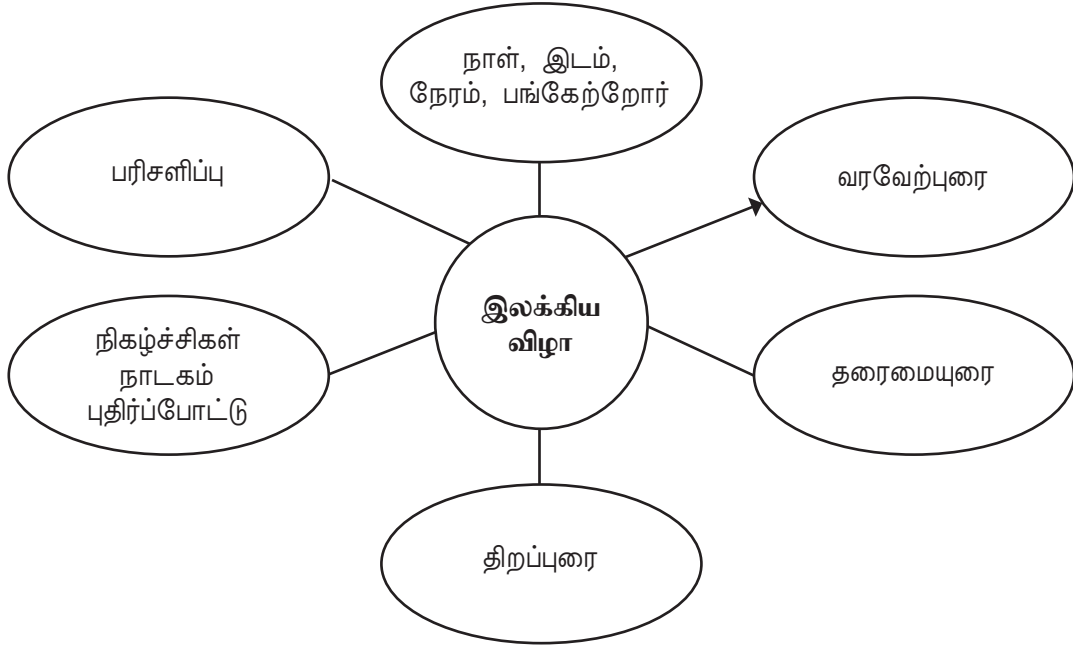 நாள், இடம்,
நேரம், பங்கேற்றோர்
பரிசளிப்பு
வரவேற்புரை
இலக்கிய
விழா
நிகழ்ச்சிகள்
நாடகம்
புதிர்ப்போட்டு
தரைமையுரை
திறப்புரை